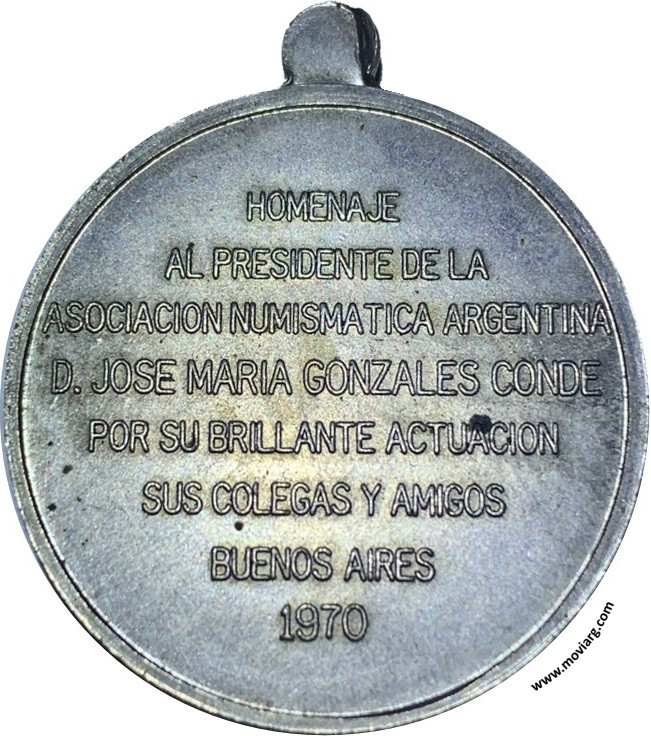 HOMENAJE
AL PRESIDENTE DE LA
ASOCIACION NUMISMATICA ARGENTINA
D. JOSE MARIA GONZALES CONDE
POR SU BRILLANTE ACTUACION
SUS COLEGAS Y AMIGOS
BUENOS AIRES
1970
www.moviarg.com